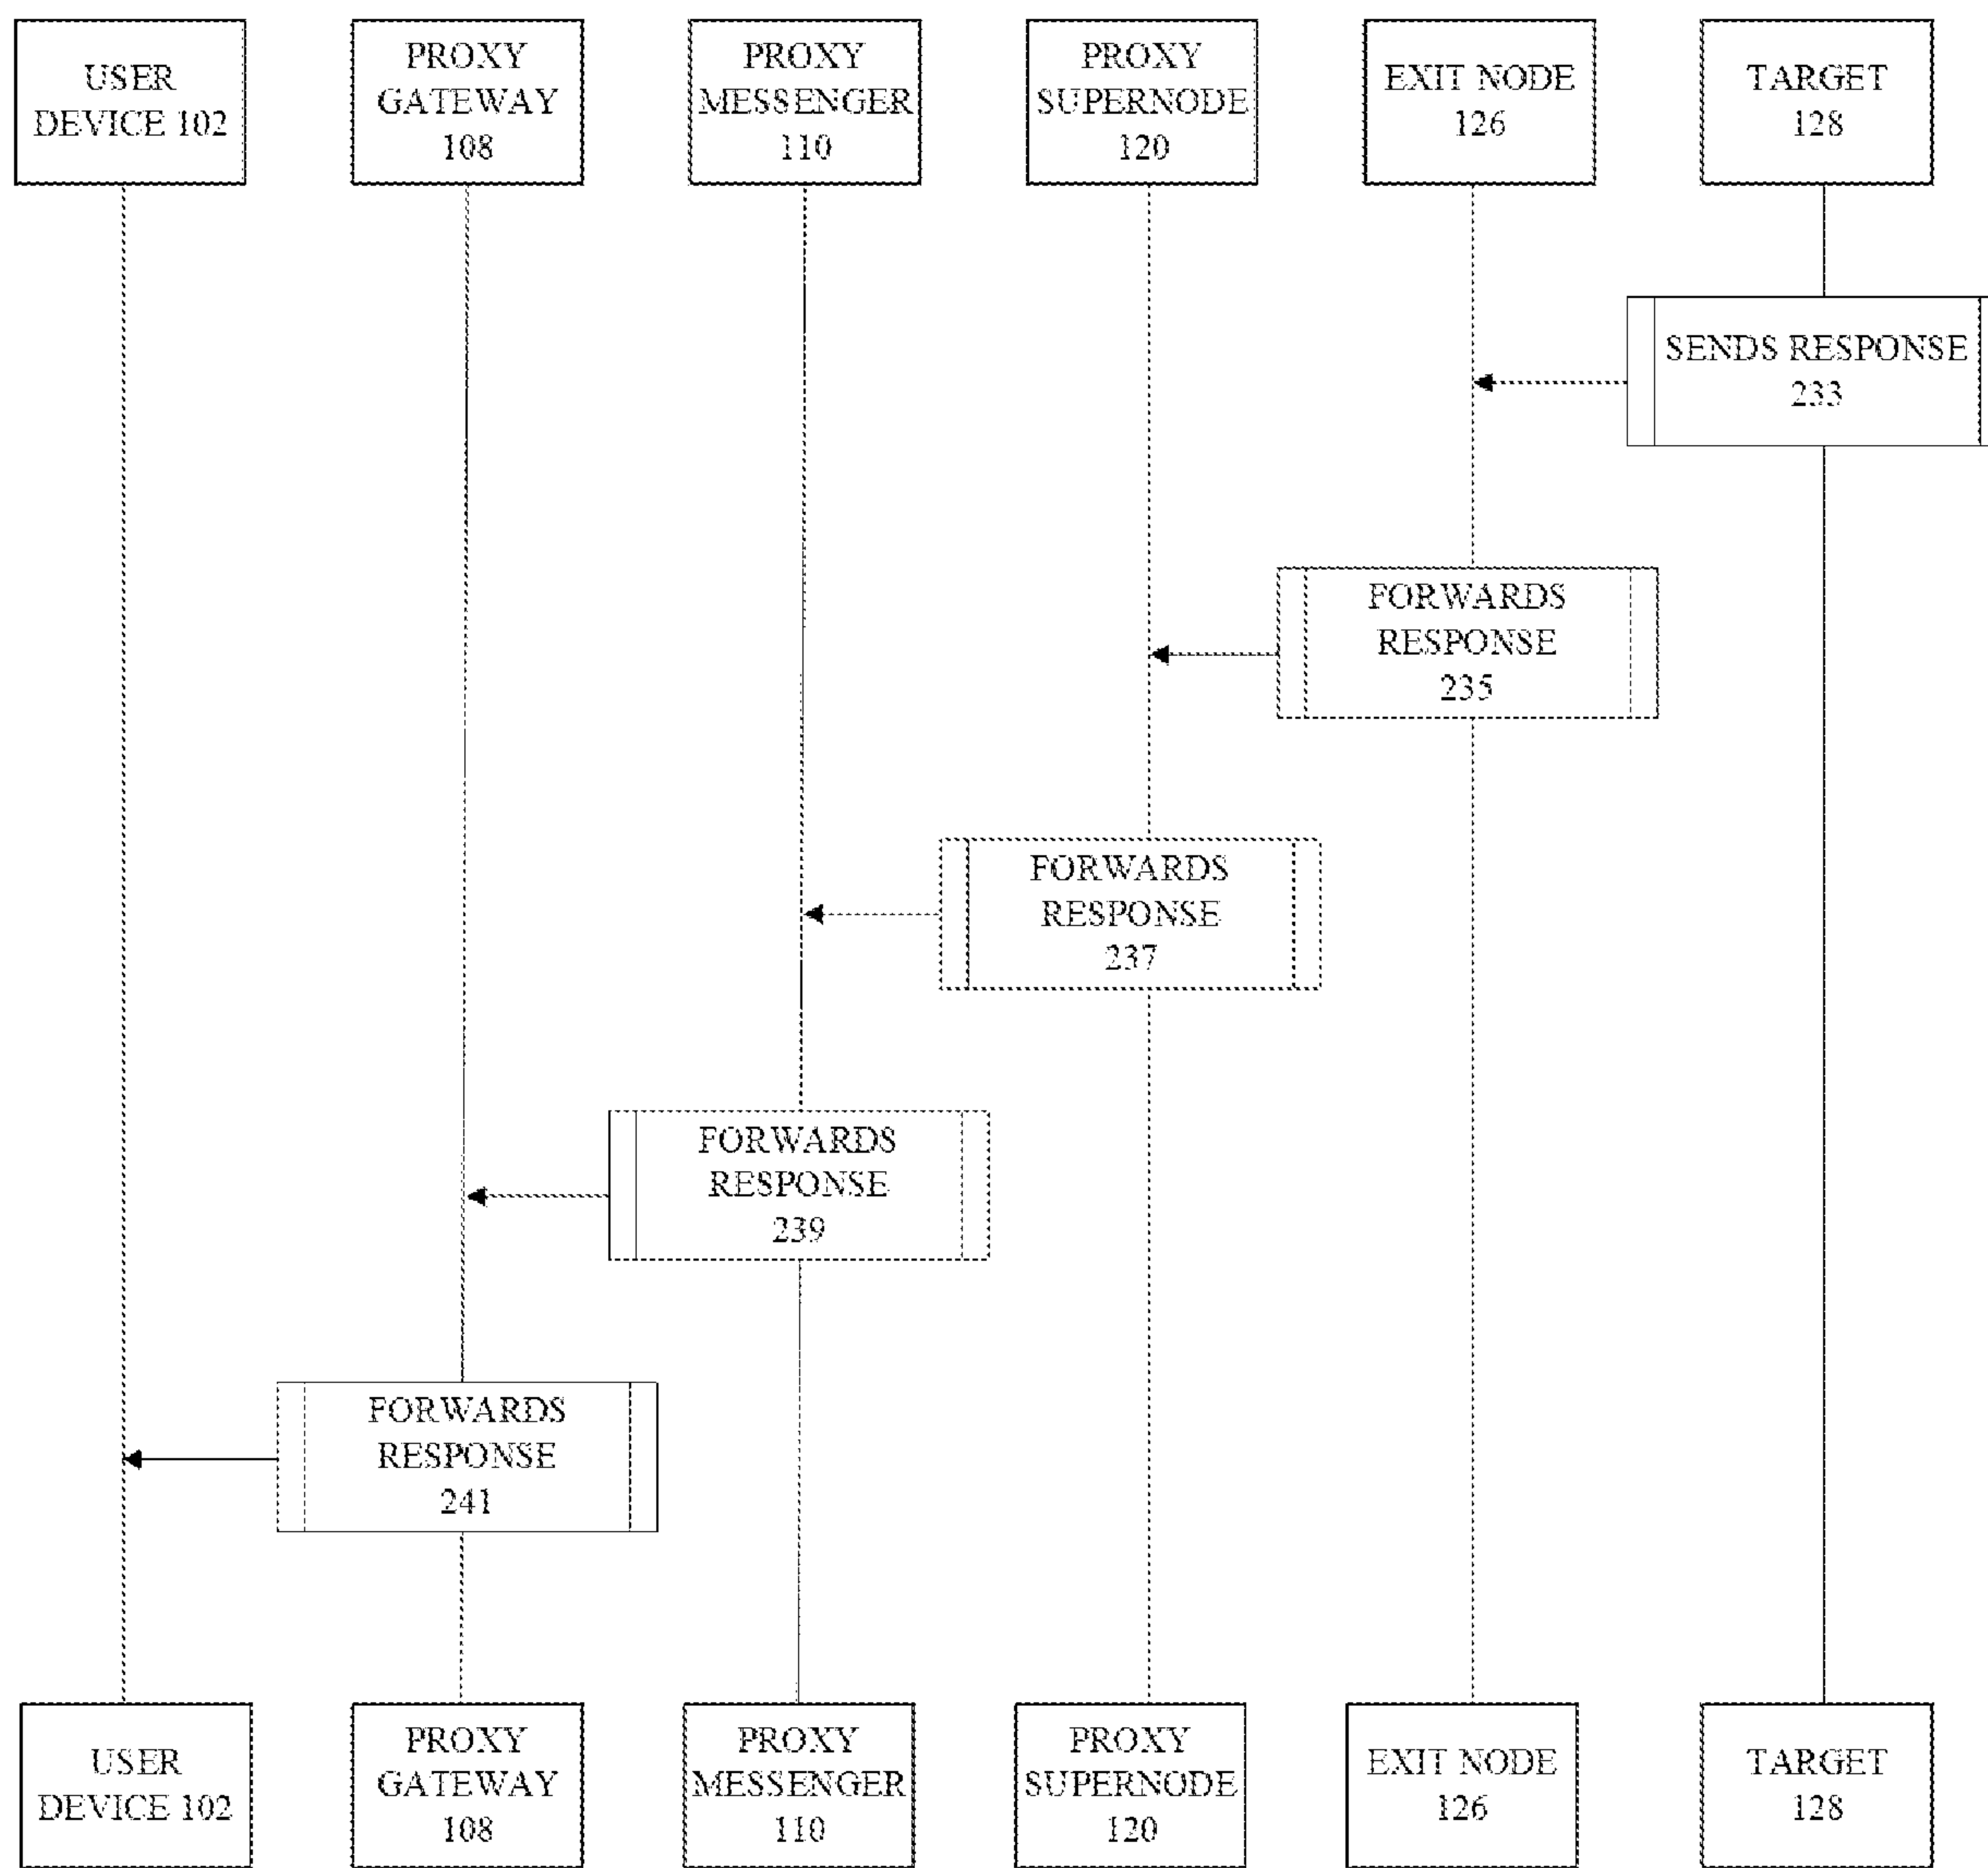 USER
DEVICE 102
PROXY
GATEWAY
108
PROXY
MESSENGER
110
PROXY
SUPERNODE
120
EXIT NODE
126
TARGET
128
SENDS RESPONSE
233
FORWARDS
RESPONSE
235
FORWARDS
RESPONSE
237
FORWARDS
RESPONSE
239
FORWARDS
RESPONSE
241
USER
DEVICE 102
PROXY
GATEWAY
108
PROXY
MESSENGER
110
PROXY
SUPERNODE
120
EXIT NODE
126
TARGET
128